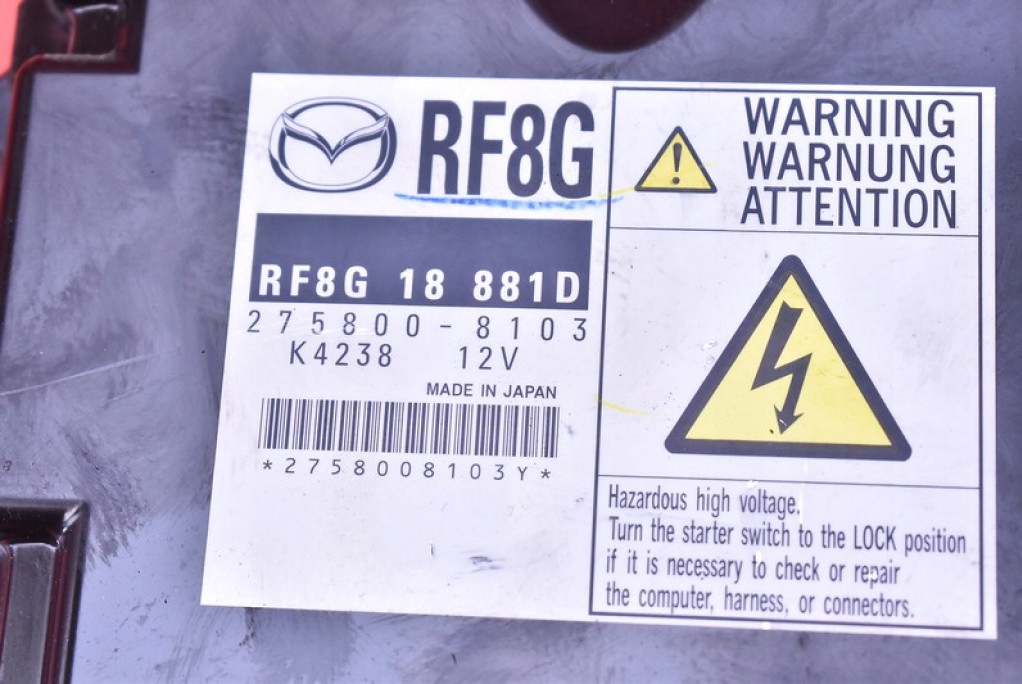 RF8G
RF8G 18 881D
275800-8103
K4238 12V
MADE IN JAPAN
*2758008103Y*
WARNING
WARNUNG
ATTENTION
Hazardous high voltage.
Turn the starter switch to the LOCK position
if it is necessary to check or repair
the computer, harness, or connectors.